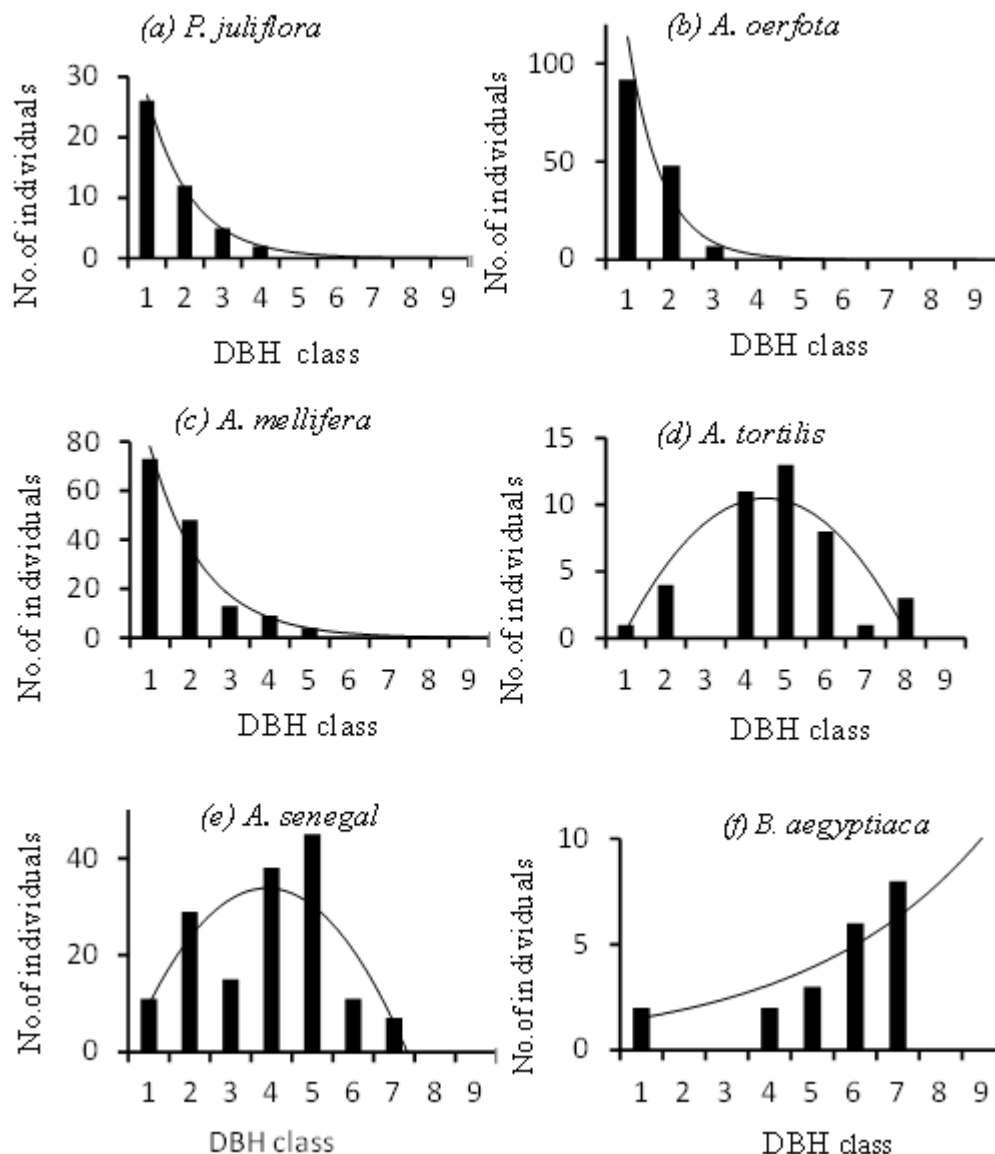 (a) P. juliflora
No.of individuals
30
20
10
0
1 2 3 4 5 6 7 8 9
DBH class
(b) A. oerfota
No.of individuals
100
50
0
1 2 3 4 5 6 7 8 9
DBH class
(c) A. mellifera
No.of individuals
80
60
40
20
0
1 2 3 4 5 6 7 8 9
DBH class
(d) A. tortilis
No.of individuals
15
10
5
0
1 2 3 4 5 6 7 8 9
DBH class
(e) A. senegal
No.of individuals
40
20
0
1 2 3 4 5 6 7 8 9
DBH class
(f) B. aegyptiaca
No.of individuals
10
5
0
1 2 3 4 5 6 7 8 9
DBH class